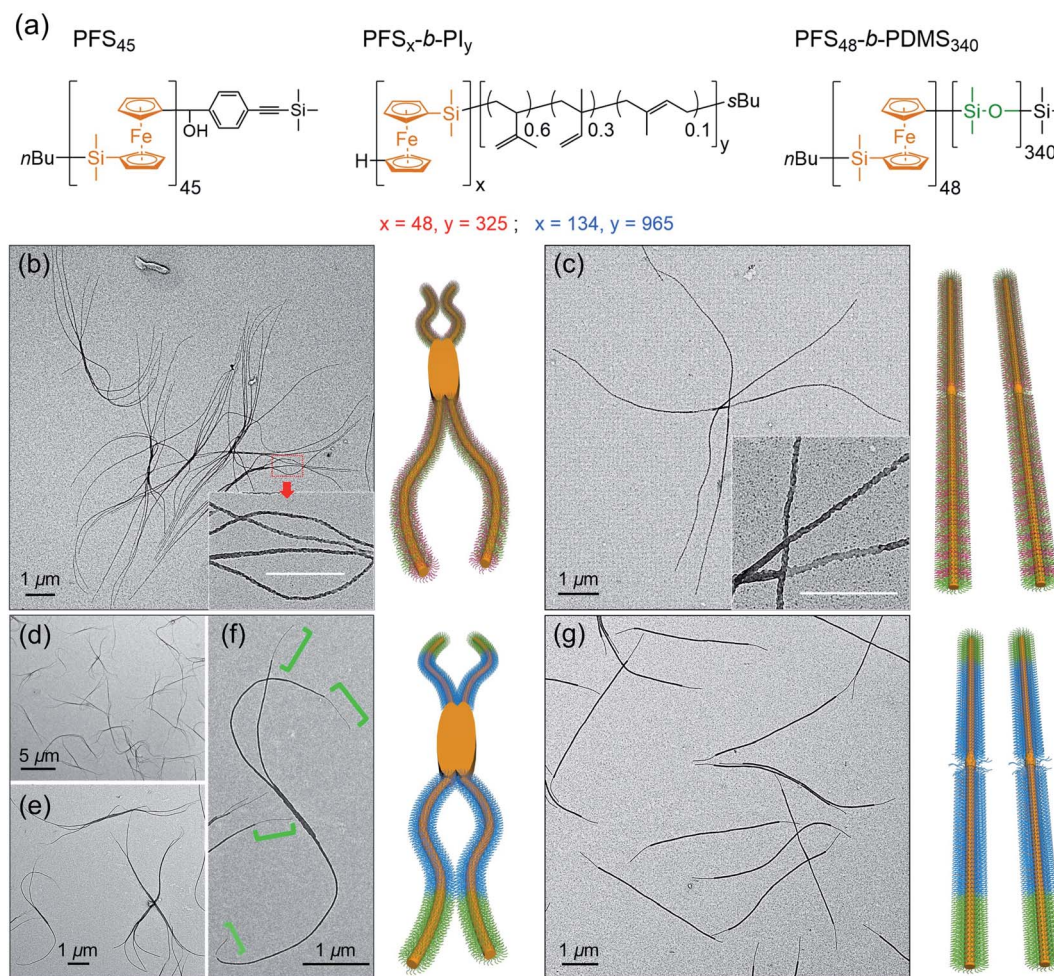 (a)
PFS45
PFSx-b-PIy
PFS48-b-PDMS340
nBu
Si
Fe
OH
Si
45
H
Fe
Si
0.6
0.3
0.1
sBu
x
y
nBu
Si
Fe
48
Si-O
340
Si
x = 48, y = 325 ; x = 134, y = 965
(b)
1 µm
(c)
1 µm
(d)
5 µm
(e)
1 µm
(f)
1 µm
(g)
1 µm